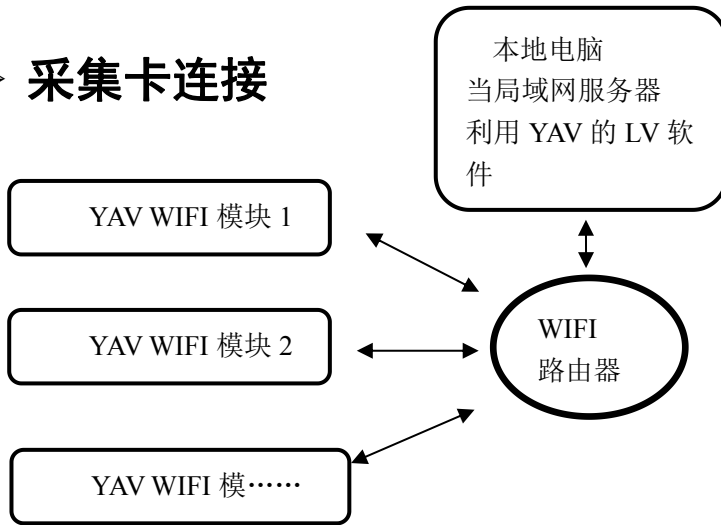 采集卡连接
本地电脑
当局域网服务器
利用 YAV 的 LV 软
件
YAV WIFI 模块 1
YAV WIFI 模块 2
YAV WIFI 模……
WIFI
路由器